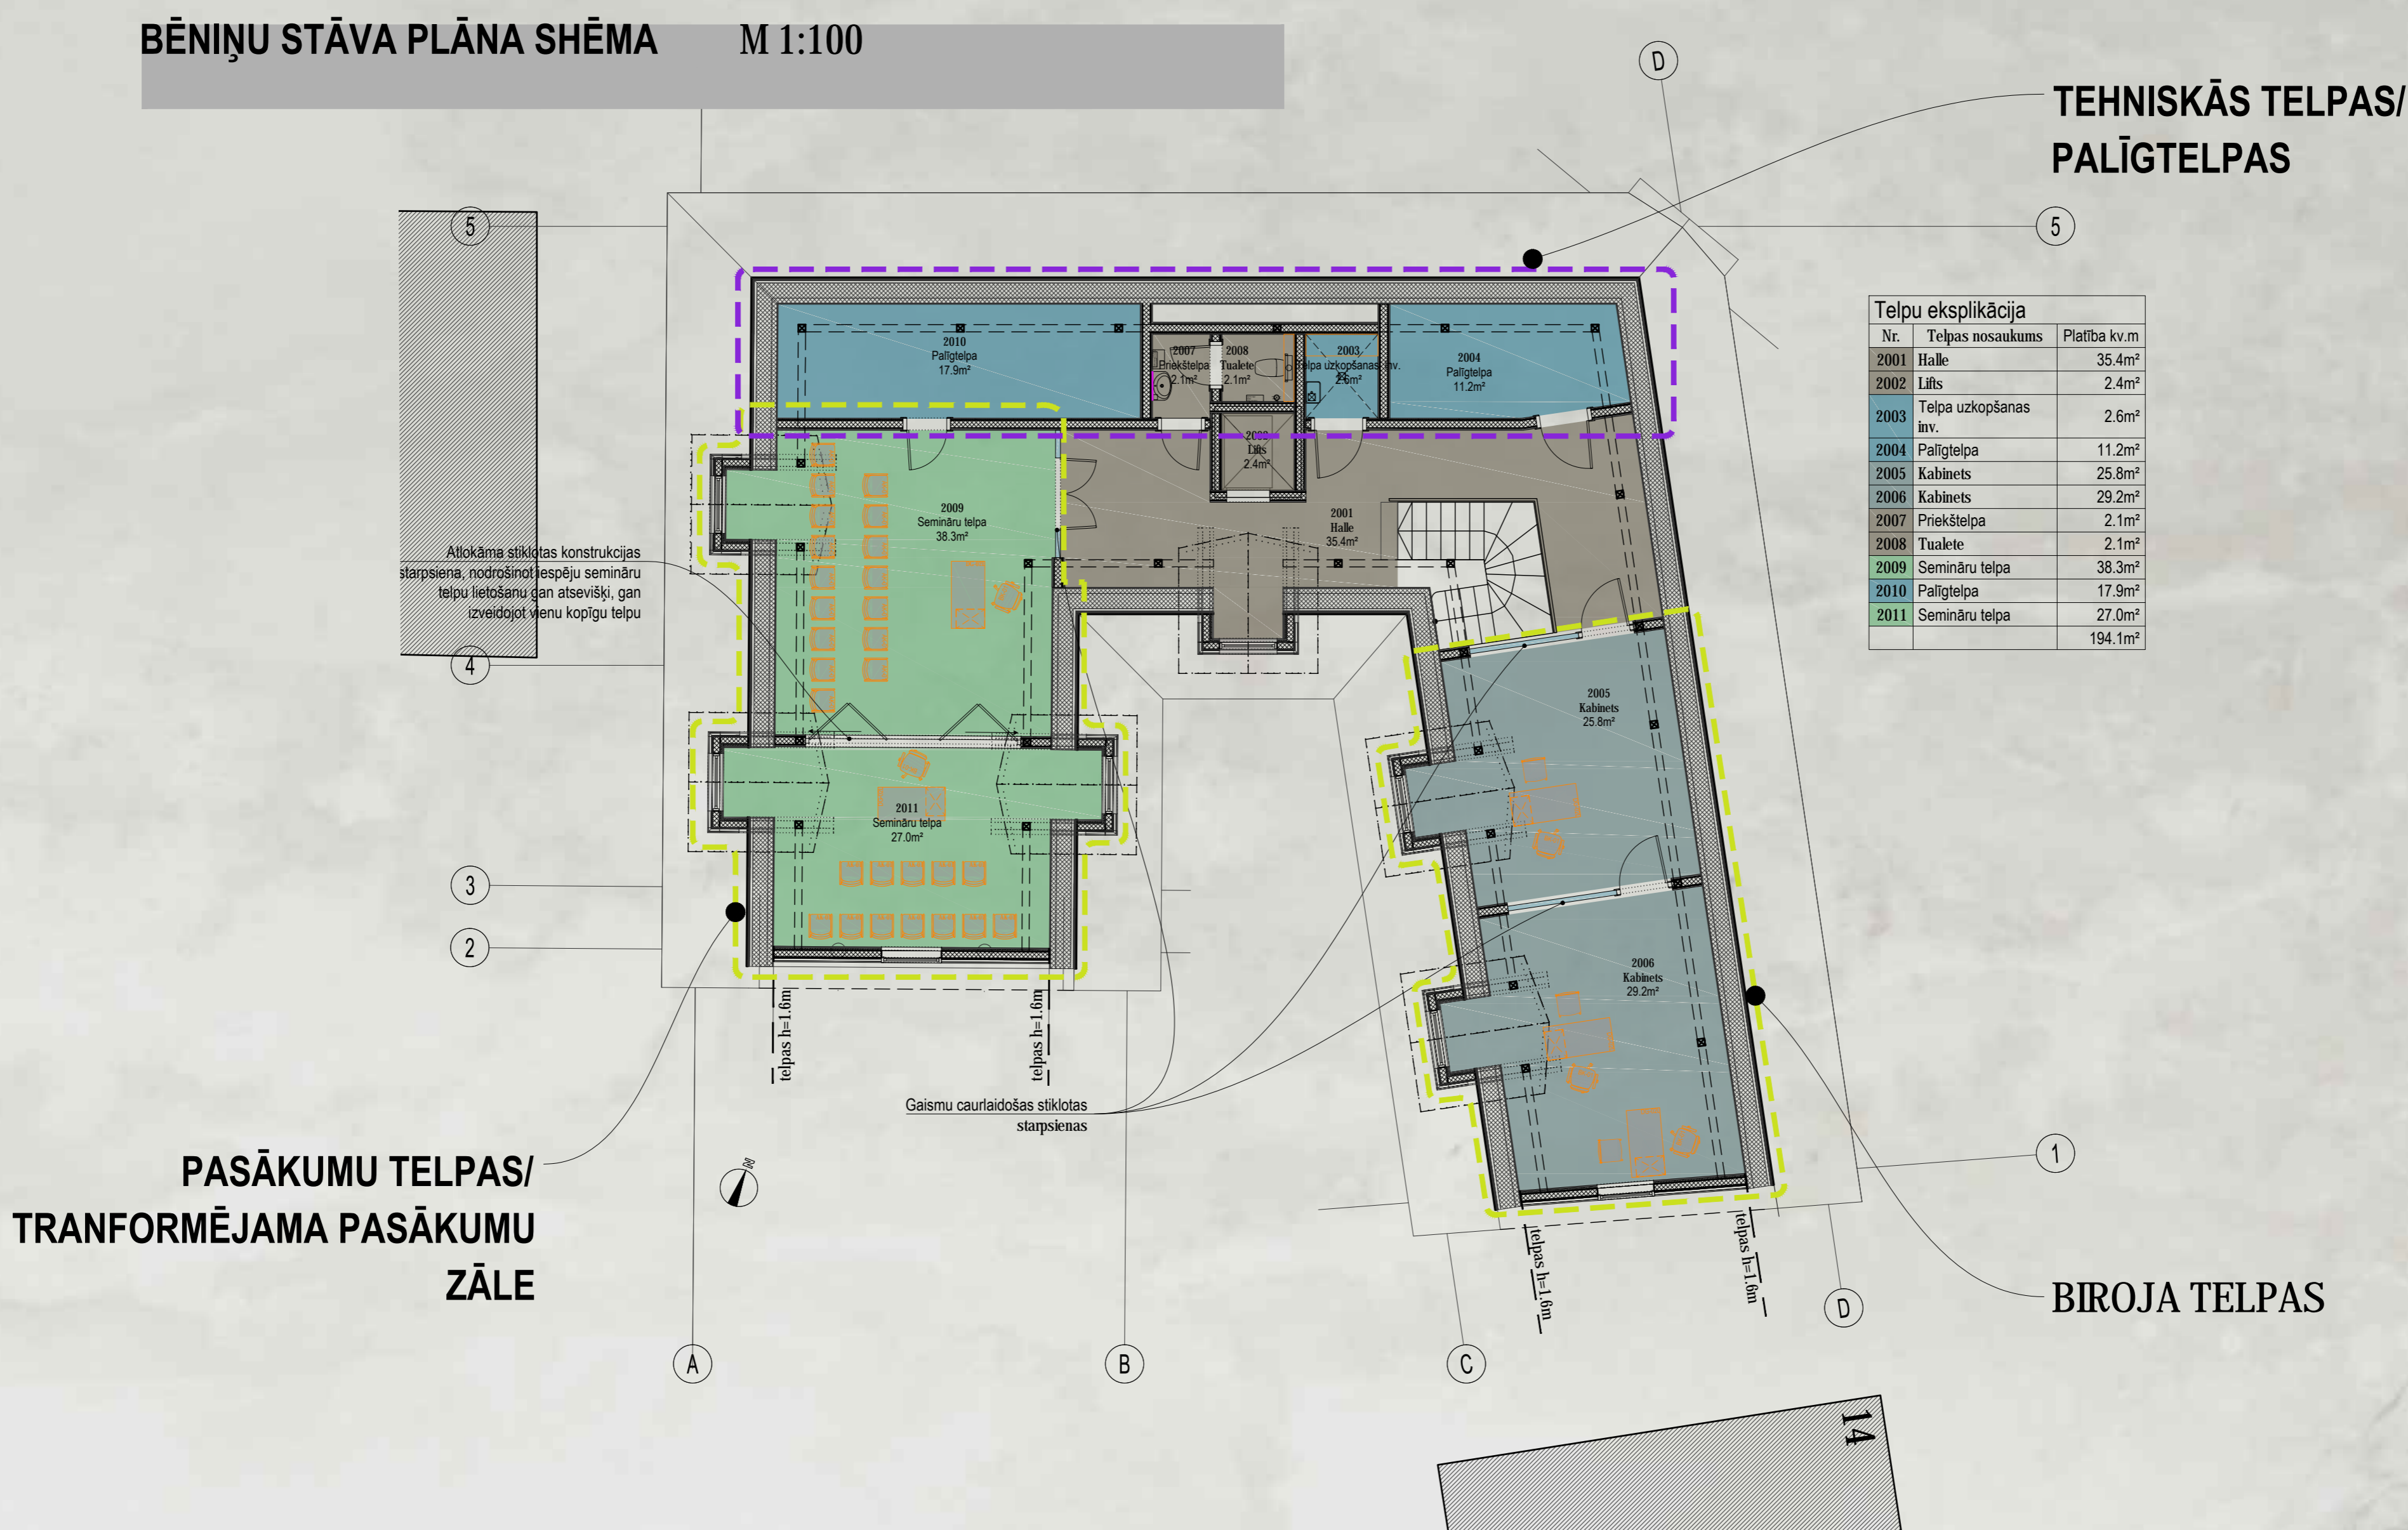 BĒNIŅU STĀVA PLĀNA SHĒMA M 1:100
D
TEHNISKĀS TELPAS/
PALĪGTELPAS
5
5
Telpu eksplikācija
Nr. Telpas nosaukums Platība kv.m
2001 Halle 35.4m²
2002 Lifts 2.4m²
2003 Telpa uzkopšanas
inv. 2.6m²
2004 Palīgtelpa 11.2m²
2005 Kabinets 25.8m²
2006 Kabinets 29.2m²
2007 Priekštelpa 2.1m²
2008 Tualete 2.1m²
2009 Semināru telpa 38.3m²
2010 Palīgtelpa 17.9m²
2011 Semināru telpa 27.0m²
194.1m²
2010
Palīgtelpa
17.9m²
2007
Priekštelpa
2.1m²
2008
Tualete
2.1m²
2003
Telpa uzkopšanas inv.
2.6m²
2004
Palīgtelpa
11.2m²
2002
Lifts
2.4m²
2009
Semināru telpa
38.3m²
2001
Halle
35.4m²
Atlokāma stiklotas konstrukcijas
starpsiena, nodrošinot iespēju semināru
telpu lietošanu gan atsevišķi, gan
izveidojot vienu kopīgu telpu
4
2005
Kabinets
25.8m²
2011
Semināru telpa
27.0m²
3
2
2006
Kabinets
29.2m²
telpas h=1.6m
telpas h=1.6m
Gaismu caurlaidošas stiklotas
starpsienas
N
1
PASĀKUMU TELPAS/
TRANFORMĒJAMA PASĀKUMU
ZĀLE
telpas h=1.6m
telpas h=1.6m
BIROJA TELPAS
D
A
B
C
14